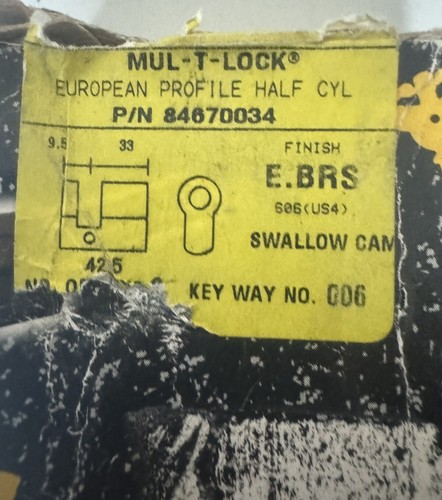 MUL-T-LOCK®
EUROPEAN PROFILE HALF CYL
P/N 84670034
9.5 33
FINISH
E.BRS
606(US4)
SWALLOW CAM
42.5
KEY WAY NO. 006